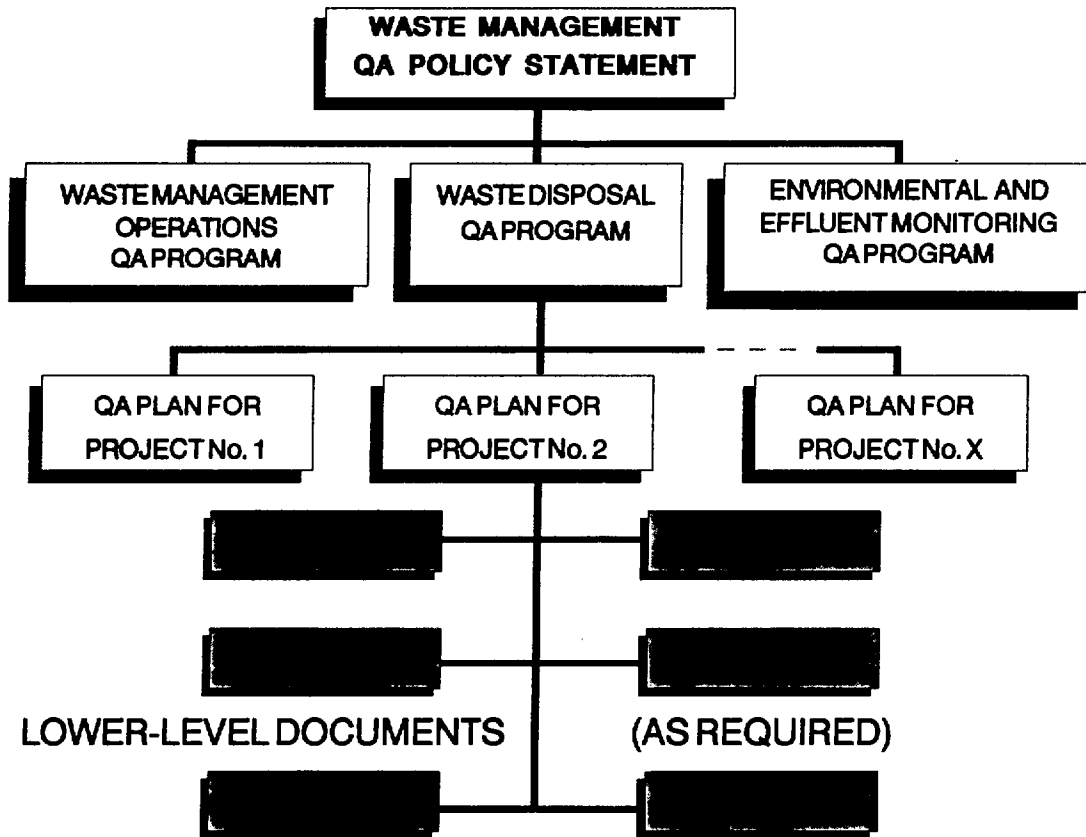 WASTE MANAGEMENT
QA POLICY STATEMENT
WASTE MANAGEMENT
OPERATIONS
QA PROGRAM
WASTE DISPOSAL
QA PROGRAM
ENVIRONMENTAL AND
EFFLUENT MONITORING
QA PROGRAM
QA PLAN FOR
PROJECT No. 1
QA PLAN FOR
PROJECT No. 2
QA PLAN FOR
PROJECT No. X
LOWER-LEVEL DOCUMENTS
(AS REQUIRED)